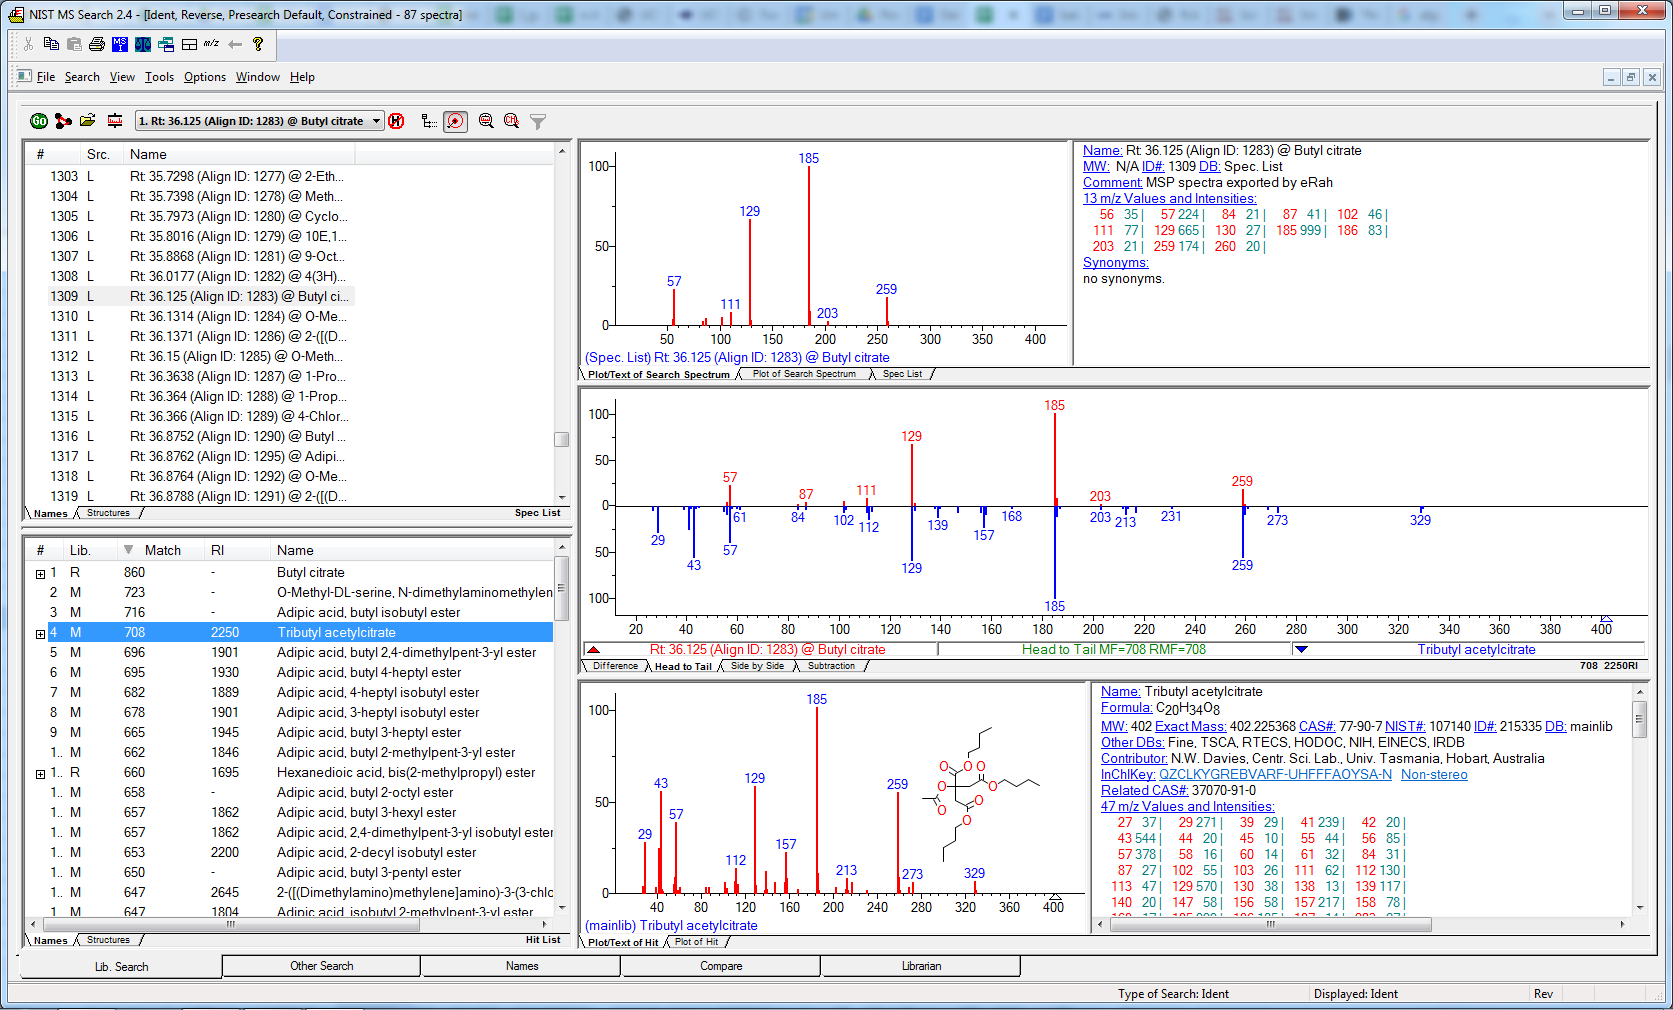 NIST MS Search 2.4 - [Ident, Reverse, Presearch Default, Constrained - 87 spectra]
File Search View Tools Options Window Help
1. Rt: 36.125 (Align ID: 1283) @ Butyl citrate
# Src. Name
1303 L Rt: 35.7298 (Align ID: 1277) @ 2-Eth...
1304 L Rt: 35.7398 (Align ID: 1278) @ Meth...
1305 L Rt: 35.7973 (Align ID: 1280) @ Cyclo...
1306 L Rt: 35.8016 (Align ID: 1279) @ 10E,1...
1307 L Rt: 35.8868 (Align ID: 1281) @ 9-Oct...
1308 L Rt: 36.0177 (Align ID: 1282) @ 4(3H)...
1309 L Rt: 36.125 (Align ID: 1283) @ Butyl ci...
1310 L Rt: 36.1314 (Align ID: 1284) @ O-Me...
1311 L Rt: 36.1371 (Align ID: 1286) @ 2-([(D...
1312 L Rt: 36.15 (Align ID: 1285) @ O-Meth...
1313 L Rt: 36.3638 (Align ID: 1287) @ 1-Pro...
1314 L Rt: 36.364 (Align ID: 1288) @ 1-Prop...
1315 L Rt: 36.366 (Align ID: 1289) @ 4-Chlor...
1316 L Rt: 36.8752 (Align ID: 1290) @ Butyl ...
1317 L Rt: 36.8762 (Align ID: 1295) @ Adipi...
1318 L Rt: 36.8764 (Align ID: 1292) @ O-Me...
1319 L Rt: 36.8788 (Align ID: 1291) @ 2-([(D...
Names Structures Spec List
# Lib. Match RI Name
1 R 860 - Butyl citrate
2 M 723 - O-Methyl-DL-serine, N-dimethylaminomethylen
3 M 716 - Adipic acid, butyl isobutyl ester
4 M 708 2250 Tributyl acetylcitrate
5 M 696 1901 Adipic acid, butyl 2,4-dimethylpent-3-yl ester
6 M 695 1930 Adipic acid, butyl 4-heptyl ester
7 M 682 1889 Adipic acid, 4-heptyl isobutyl ester
8 M 678 1901 Adipic acid, 3-heptyl isobutyl ester
9 M 665 1945 Adipic acid, butyl 3-heptyl ester
1.. M 662 1846 Adipic acid, butyl 2-methylpent-3-yl ester
1.. R 660 1695 Hexanedioic acid, bis(2-methylpropyl) ester
1.. M 658 - Adipic acid, butyl 2-octyl ester
1.. M 657 1862 Adipic acid, butyl 3-hexyl ester
1.. M 657 1862 Adipic acid, 2,4-dimethylpent-3-yl isobutyl ester
1.. M 653 2200 Adipic acid, 2-decyl isobutyl ester
1.. M 650 - Adipic acid, butyl 3-pentyl ester
1.. M 647 2645 2-([(Dimethylamino)methylene]amino)-3-(3-chlo
1.. M 647 1804 Adipic acid, isobutyl 2-methylpent-3-yl ester
Names Structures Hit List
100 50 0
57 111 129 185 203 259
50 100 150 200 250 300 350 400
(Spec. List) Rt: 36.125 (Align ID: 1283) @ Butyl citrate
Plot/Text of Search Spectrum Plot of Search Spectrum Spec List
Name: Rt: 36.125 (Align ID: 1283) @ Butyl citrate
MW: N/A ID#: 1309 DB: Spec. List
Comment: MSP spectra exported by eRah
13 m/z Values and Intensities:
56 35 | 57 224 | 84 21 | 87 41 | 102 46 |
111 77 | 129 665 | 130 27 | 185 999 | 186 83 |
203 21 | 259 174 | 260 20 |
Synonyms:
no synonyms.
100 50 0 50 100
57 87 111 129 185 203 259
29 43 57 61 84 102 112 129 139 157 168 185 203 213 231 259 273 329
20 40 60 80 100 120 140 160 180 200 220 240 260 280 300 320 340 360 380 400
Rt: 36.125 (Align ID: 1283) @ Butyl citrate Head to Tail MF=708 RMF=708 Tributyl acetylcitrate
Difference Head to Tail Side by Side Subtraction 708 2250RI
100 50 0
29 43 57 112 129 157 185 213 259 273 329
O O O O O O O O
40 80 120 160 200 240 280 320 360 400
(mainlib) Tributyl acetylcitrate
Plot/Text of Hit Plot of Hit
Name: Tributyl acetylcitrate
Formula: C20H34O8
MW: 402 Exact Mass: 402.225368 CAS#: 77-90-7 NIST#: 107140 ID#: 215335 DB: mainlib
Other DBs: Fine, TSCA, RTECS, HODOC, NIH, EINECS, IRDB
Contributor: N.W. Davies, Centr. Sci. Lab., Univ. Tasmania, Hobart, Australia
InChIKey: QZCLKYGREBVARF-UHFFFAOYSA-N Non-stereo
Related CAS#: 37070-91-0
47 m/z Values and Intensities:
27 37 | 29 271 | 39 29 | 41 239 | 42 20 |
43 544 | 44 20 | 45 10 | 55 44 | 56 85 |
57 378 | 58 16 | 60 14 | 61 32 | 84 31 |
87 27 | 102 55 | 103 26 | 111 62 | 112 130 |
113 47 | 129 570 | 130 38 | 138 13 | 139 117 |
140 20 | 147 58 | 156 58 | 157 217 | 158 78 |
Lib. Search Other Search Names Compare Librarian
Type of Search: Ident Displayed: Ident Rev